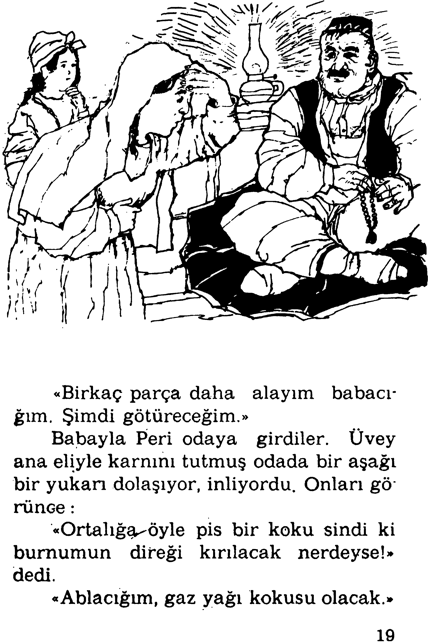 «Birkaç parça daha alayım babacı-
ğım. Şimdi götüreceğim.»
Babayla Peri odaya girdiler. Üvey
ana eliyle karnını tutmuş odada bir aşağı
bir yukarı dolaşıyor, inliyordu. Onları gö-
rünce :
«Ortalığa öyle pis bir koku sindi ki
burnumun direği kırılacak nerdeyse!»
dedi.
«Ablacığım, gaz yağı kokusu olacak.»
19